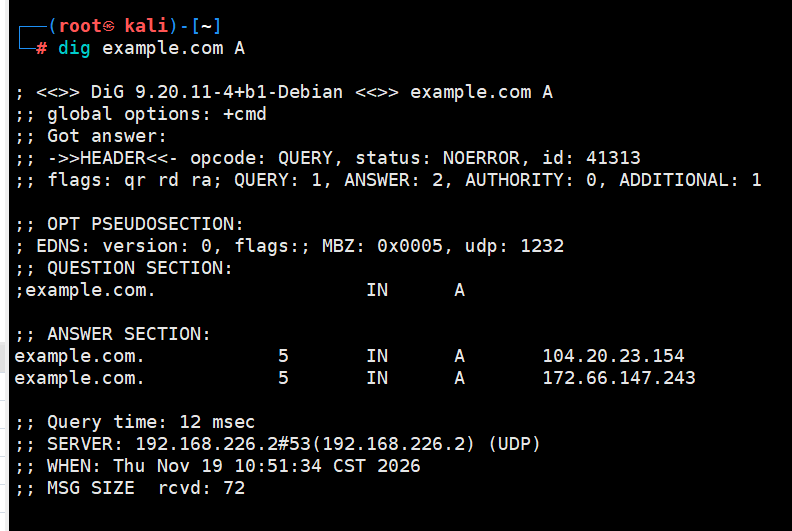 ┌──(root㉿ kali)-[~]
└─# dig example.com A
; <<>> DiG 9.20.11-4+b1-Debian <<>> example.com A
;; global options: +cmd
;; Got answer:
;; ->>HEADER<<- opcode: QUERY, status: NOERROR, id: 41313
;; flags: qr rd ra; QUERY: 1, ANSWER: 2, AUTHORITY: 0, ADDITIONAL: 1
;; OPT PSEUDOSECTION:
; EDNS: version: 0, flags:; MBZ: 0x0005, udp: 1232
;; QUESTION SECTION:
;example.com. IN A
;; ANSWER SECTION:
example.com. 5 IN A 104.20.23.154
example.com. 5 IN A 172.66.147.243
;; Query time: 12 msec
;; SERVER: 192.168.226.2#53(192.168.226.2) (UDP)
;; WHEN: Thu Nov 19 10:51:34 CST 2026
;; MSG SIZE  rcvd: 72